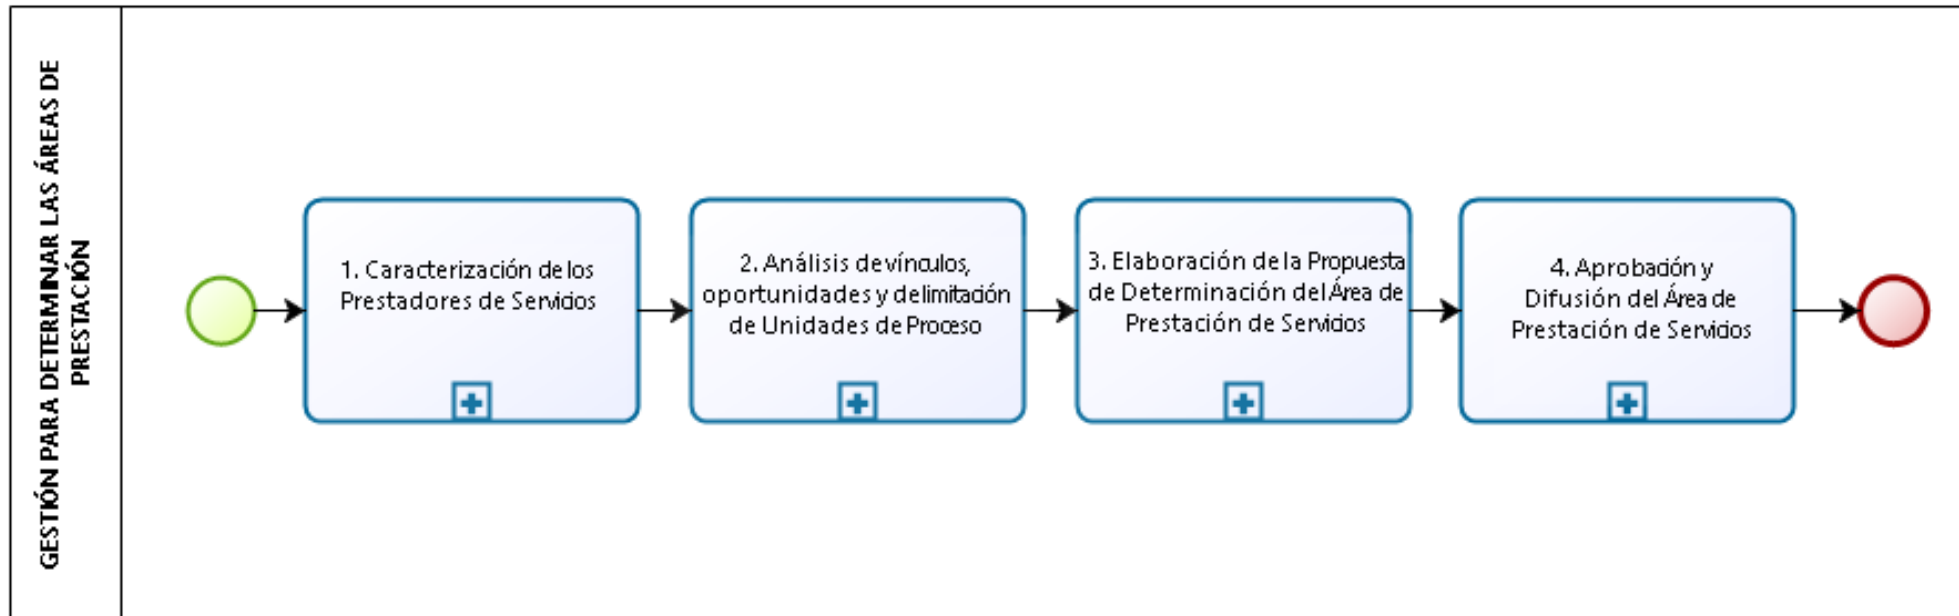 GESTIÓN PARA DETERMINAR LAS ÁREAS DE
PRESTACIÓN
1. Caracterización de los
Prestadores de Servicios
2. Análisis de vínculos,
oportunidades y delimitación
de Unidades de Proceso
3. Elaboración de la Propuesta
de Determinación del Área de
Prestación de Servicios
4. Aprobación y
Difusión del Área de
Prestación de Servicios